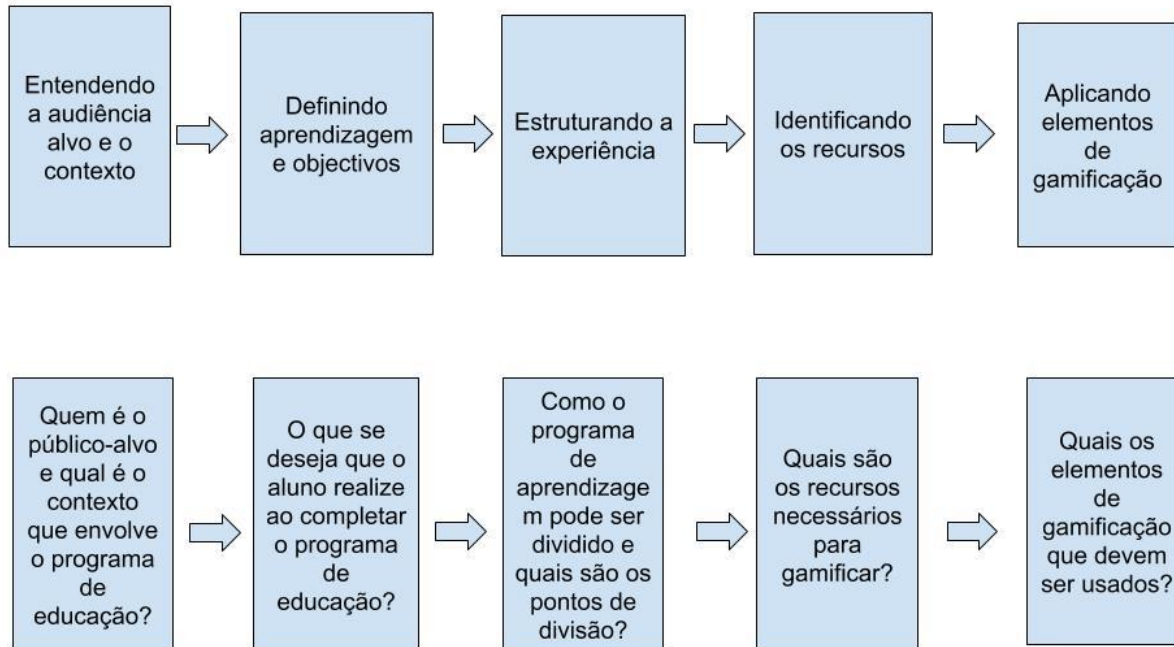 Entendendo
a audiência
alvo e o
contexto
Definindo
aprendizagem
e objectivos
Estruturando a
experiência
Identificando
os recursos
Aplicando
elementos
de
gamificação
Quem é o
público-alvo
e qual é o
contexto
que envolve
o programa
de
educação?
O que se
deseja que o
aluno realize
ao completar
o programa
de
educação?
Como o
programa
de
aprendizage
m pode ser
dividido e
quais são os
pontos de
divisão?
Quais são
os recursos
necessários
para
gamificar?
Quais os
elementos
de
gamificação
que devem
ser usados?